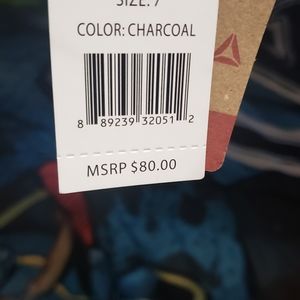 SIZE: 7
COLOR: CHARCOAL
8 89239 32051 2
MSRP $80.00